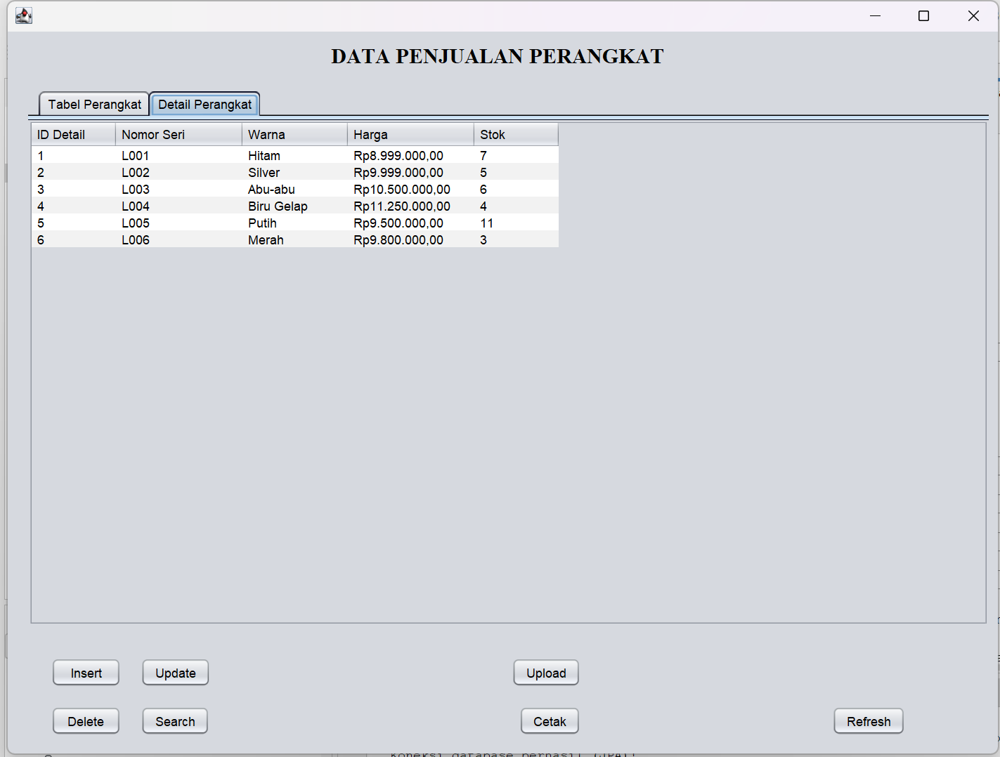 DATA PENJUALAN PERANGKAT
Tabel Perangkat Detail Perangkat
ID Detail Nomor Seri Warna Harga Stok
1 L001 Hitam Rp8.999.000,00 7
2 L002 Silver Rp9.999.000,00 5
3 L003 Abu-abu Rp10.500.000,00 6
4 L004 Biru Gelap Rp11.250.000,00 4
5 L005 Putih Rp9.500.000,00 11
6 L006 Merah Rp9.800.000,00 3
Insert Update Upload
Delete Search Cetak Refresh
Koneksi database berhasil (JPA)!